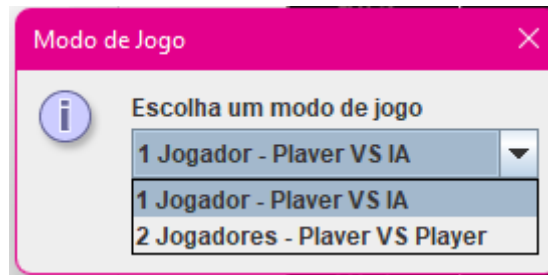 Modo de Jogo
Escolha um modo de jogo
1 Jogador - Plaver VS IA
1 Jogador - Plaver VS IA
2 Jogadores - Plaver VS Player